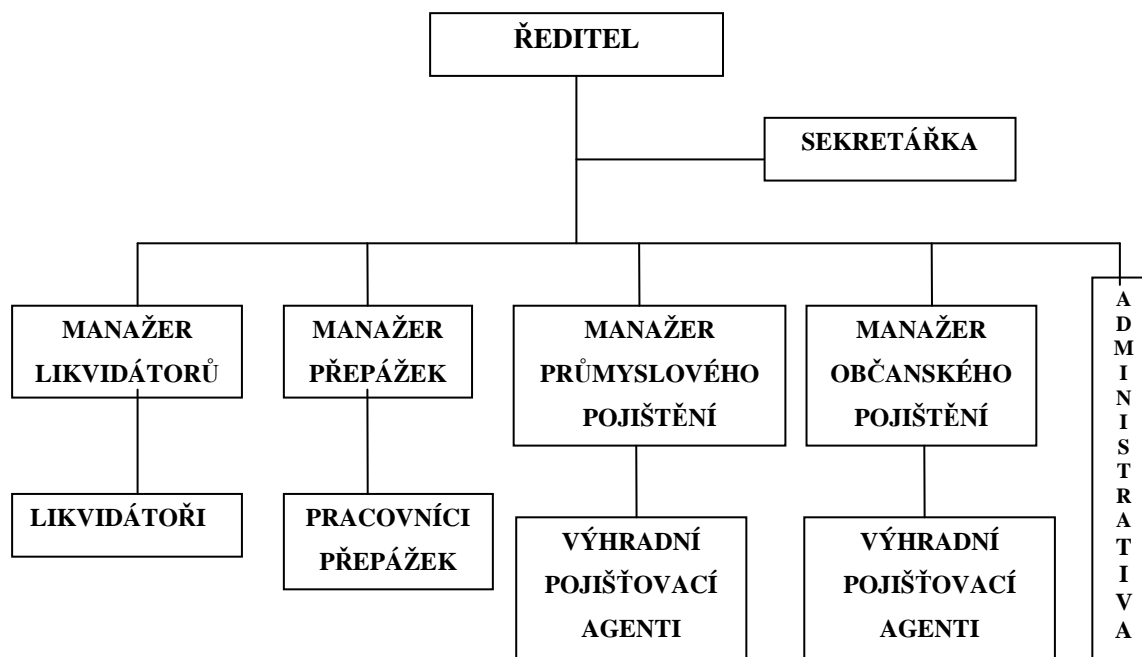 ŘEDITEL
SEKRETÁŘKA
MANAŽER
LIKVIDÁTORŮ
MANAŽER
PŘEPÁŽEK
MANAŽER
PRŮMYSLOVÉHO
POJIŠTĚNÍ
MANAŽER
OBČANSKÉHO
POJIŠTĚNÍ
ADMINISTRATIVA
LIKVIDÁTOŘI
PRACOVNÍCI
PŘEPÁŽEK
VÝHRADNÍ
POJIŠŤOVACÍ
AGENTI
VÝHRADNÍ
POJIŠŤOVACÍ
AGENTI